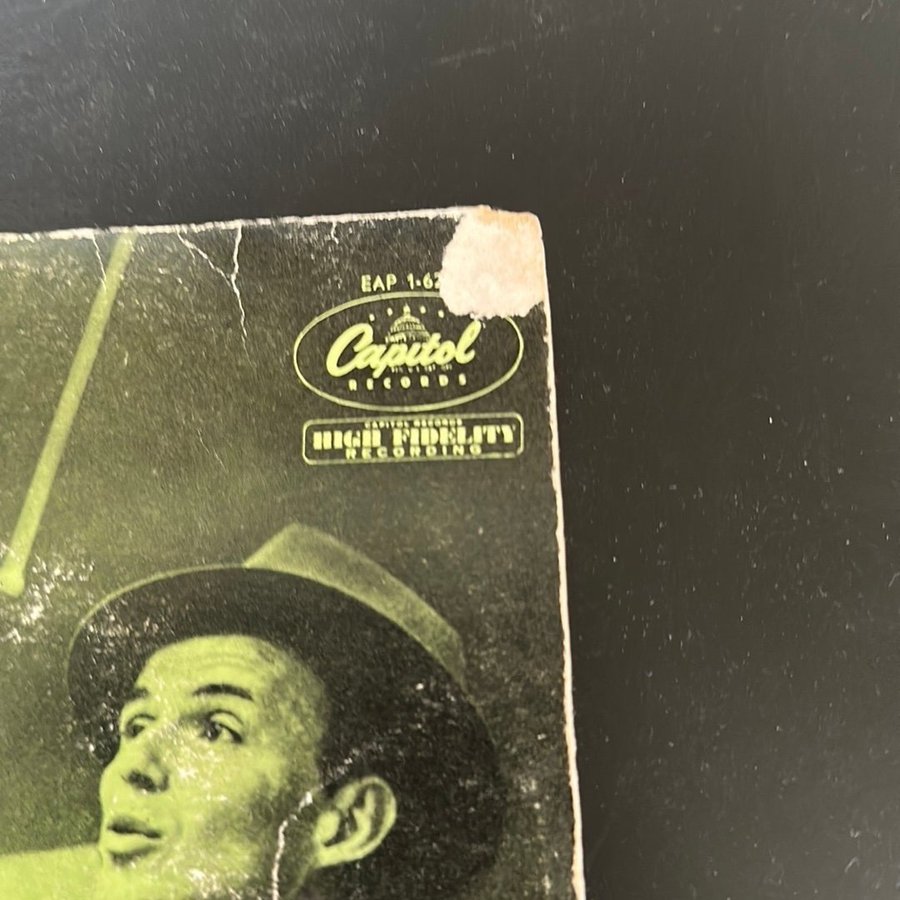 EAP 1-62
Capitol
RECORDS
CAPITOL RECORDS
HIGH FIDELITY
RECORDING